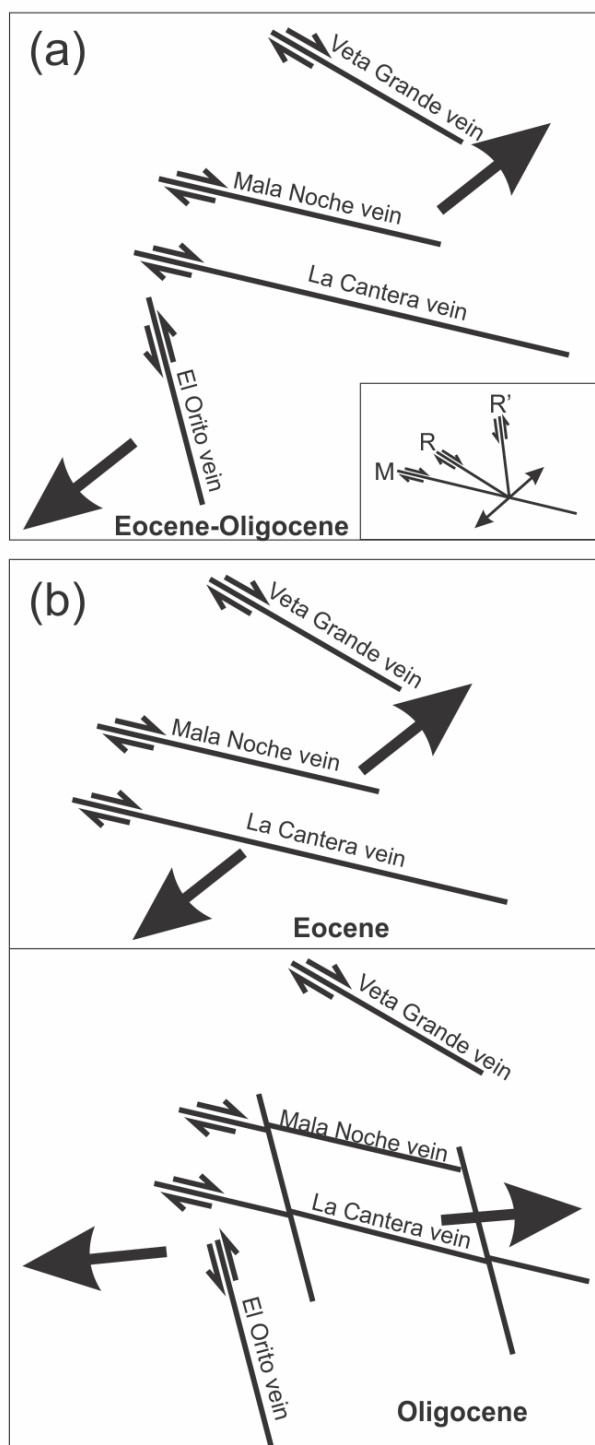 (a)
Veta Grande vein
Mala Noche vein
La Cantera vein
El Orito vein
R'
R
M
Eocene-Oligocene
(b)
Veta Grande vein
Mala Noche vein
La Cantera vein
Eocene
Veta Grande vein
Mala Noche vein
La Cantera vein
El Orito vein
Oligocene